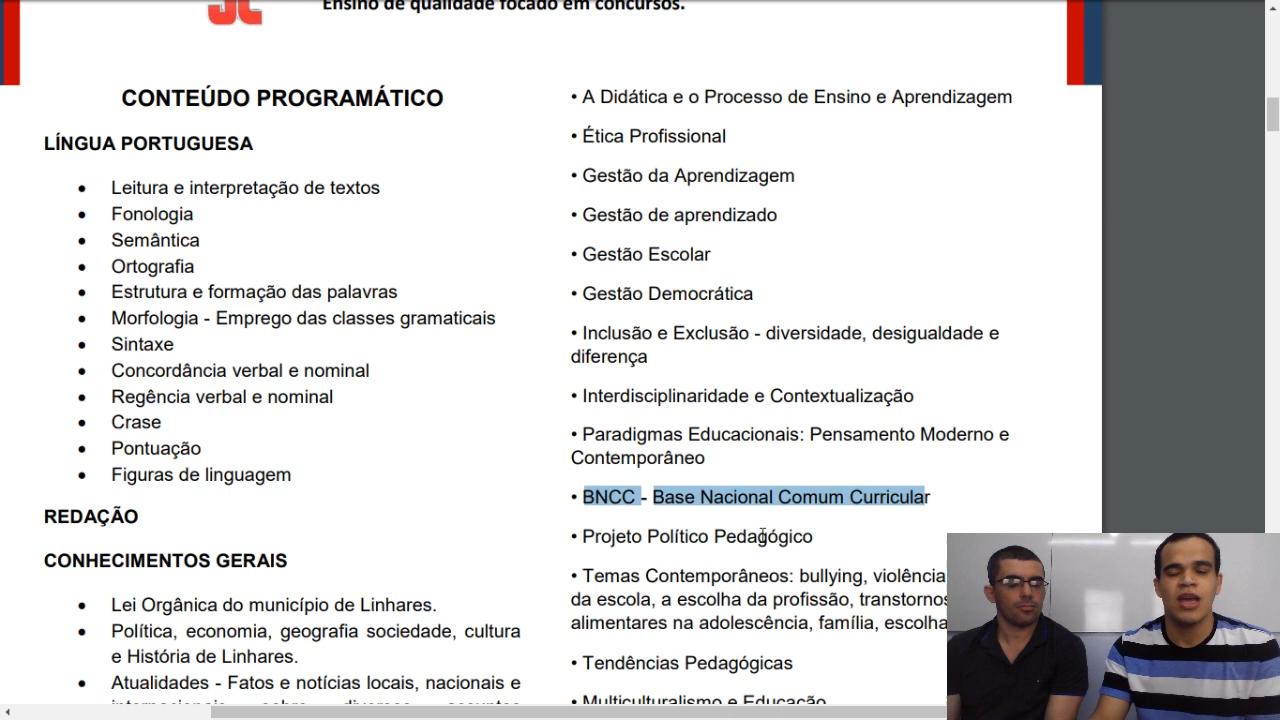 Ensino de qualidade focado em concursos.
CONTEÚDO PROGRAMÁTICO
LÍNGUA PORTUGUESA
• Leitura e interpretação de textos
• Fonologia
• Semântica
• Ortografia
• Estrutura e formação das palavras
• Morfologia - Emprego das classes gramaticais
• Sintaxe
• Concordância verbal e nominal
• Regência verbal e nominal
• Crase
• Pontuação
• Figuras de linguagem
REDAÇÃO
CONHECIMENTOS GERAIS
• Lei Orgânica do município de Linhares.
• Política, economia, geografia sociedade, cultura
e História de Linhares.
• Atualidades - Fatos e notícias locais, nacionais e
internacionais sobre diversos assuntos
• A Didática e o Processo de Ensino e Aprendizagem
• Ética Profissional
• Gestão da Aprendizagem
• Gestão de aprendizado
• Gestão Escolar
• Gestão Democrática
• Inclusão e Exclusão - diversidade, desigualdade e
diferença
• Interdisciplinaridade e Contextualização
• Paradigmas Educacionais: Pensamento Moderno e
Contemporâneo
• BNCC - Base Nacional Comum Curricular
• Projeto Político Pedagógico
• Temas Contemporâneos: bullying, violência
da escola, a escolha da profissão, transtornos
alimentares na adolescência, família, escolha
• Tendências Pedagógicas
• Multiculturalismo e Educação